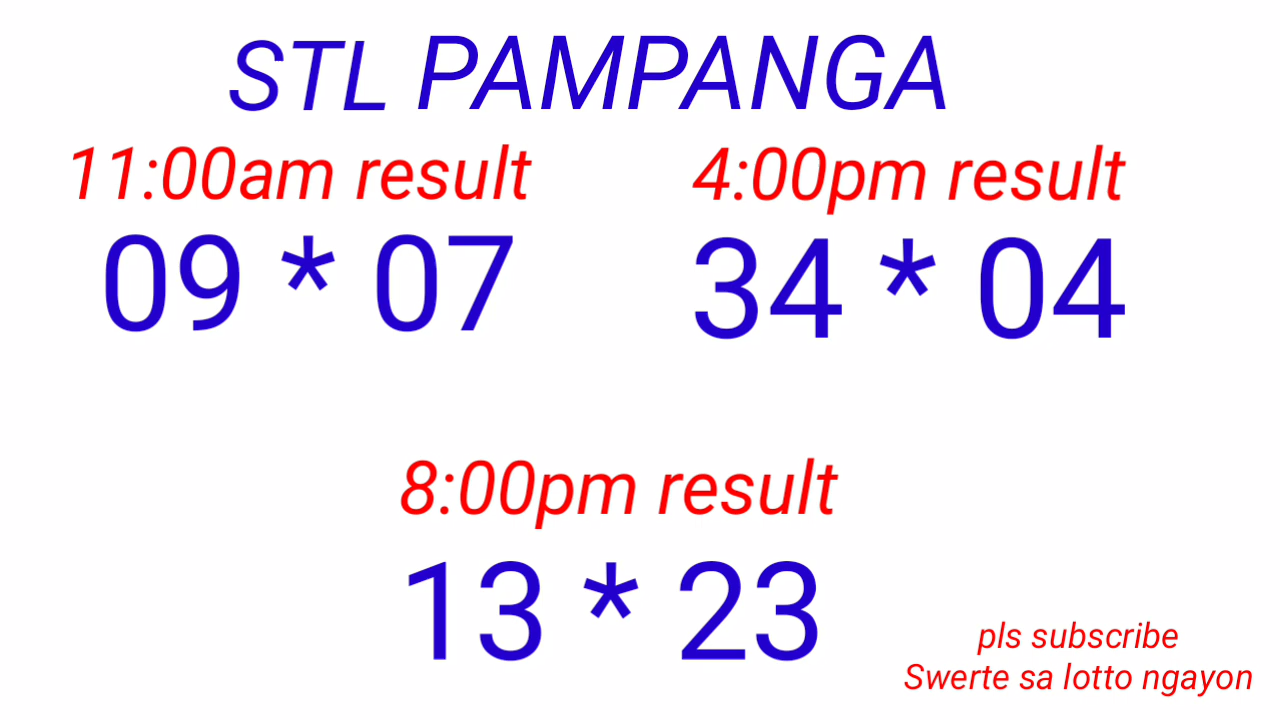 STL PAMPANGA
11:00am result
4:00pm result
09 * 07
34 * 04
8:00pm result
13 * 23
pls subscribe
Swerte sa lotto ngayon